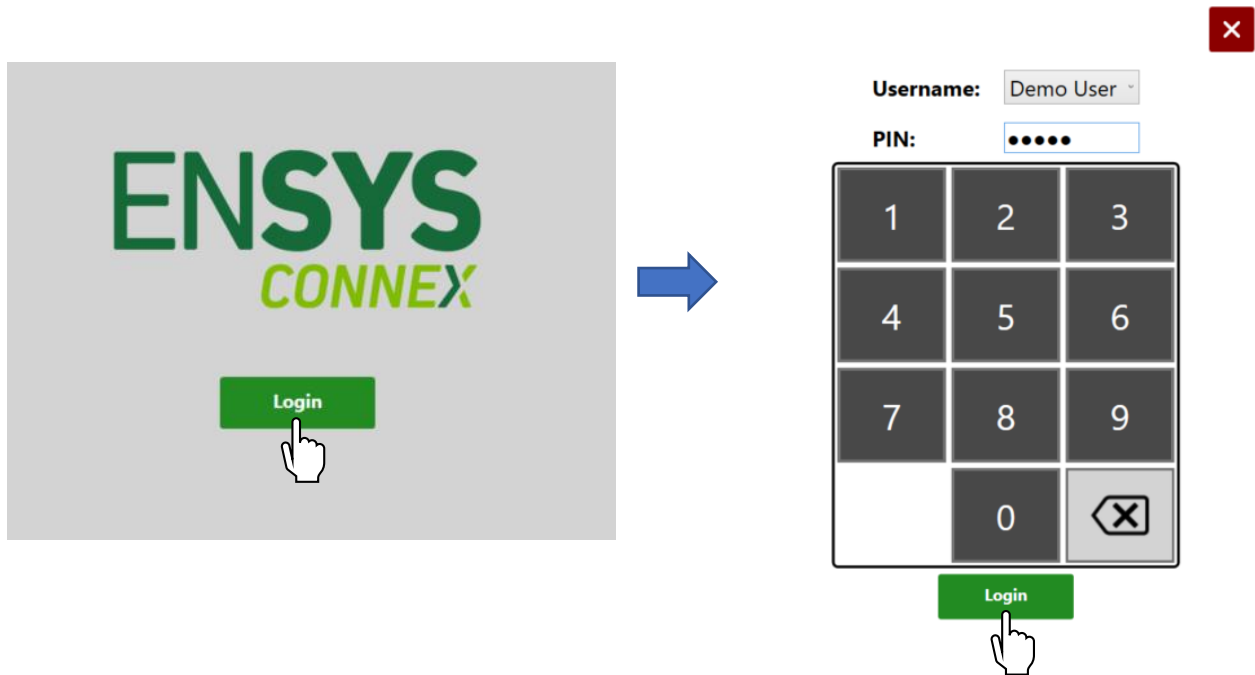 ENSYS
CONNEX
Login
Username: Demo User
PIN: •••••
1 2 3
4 5 6
7 8 9
0
Login